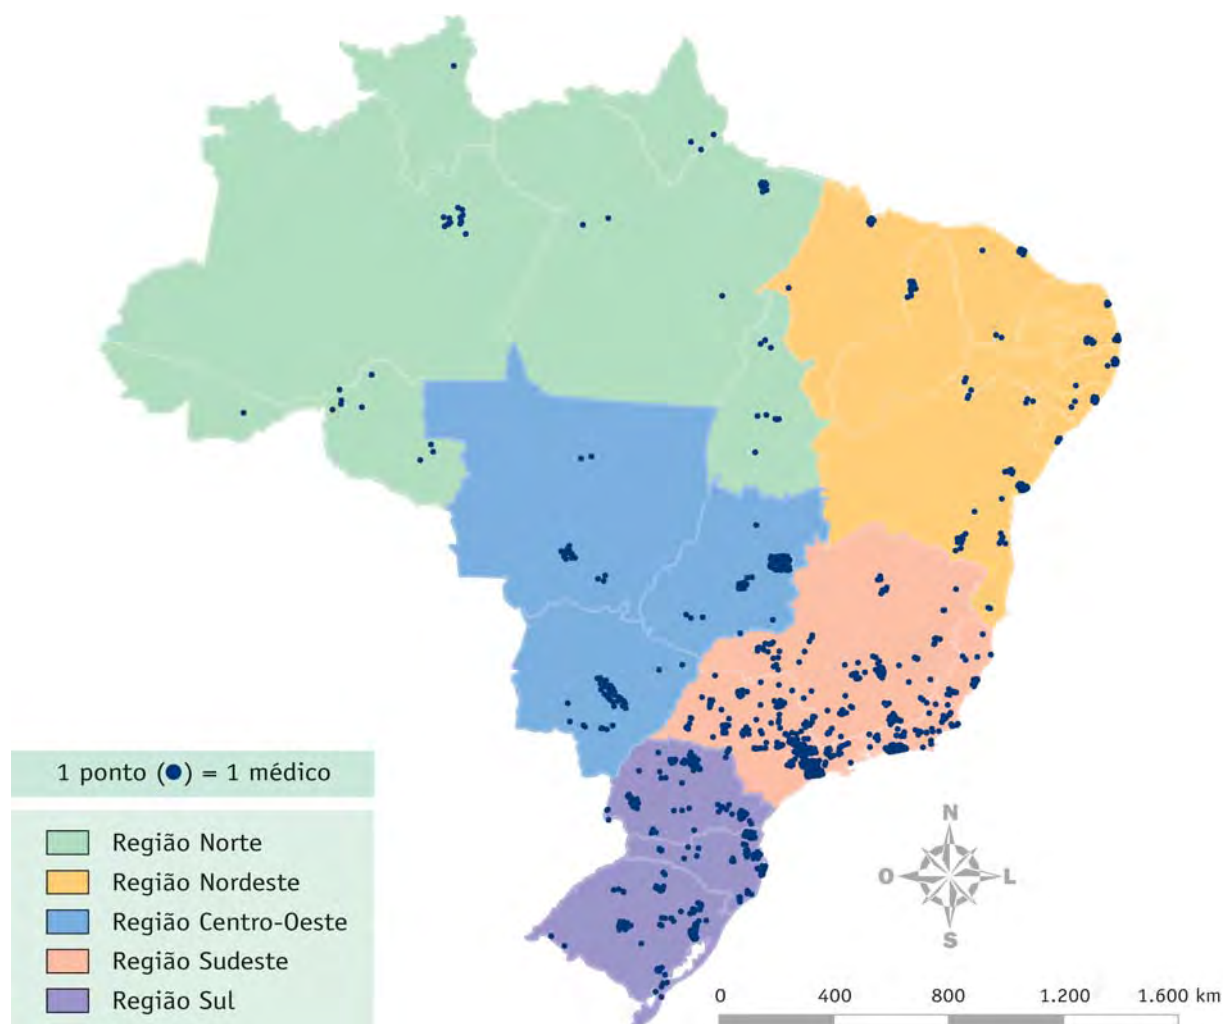 1 ponto (●) = 1 médico
Região Norte
Região Nordeste
Região Centro-Oeste
Região Sudeste
Região Sul
N
O L
S
0 400 800 1.200 1.600 km